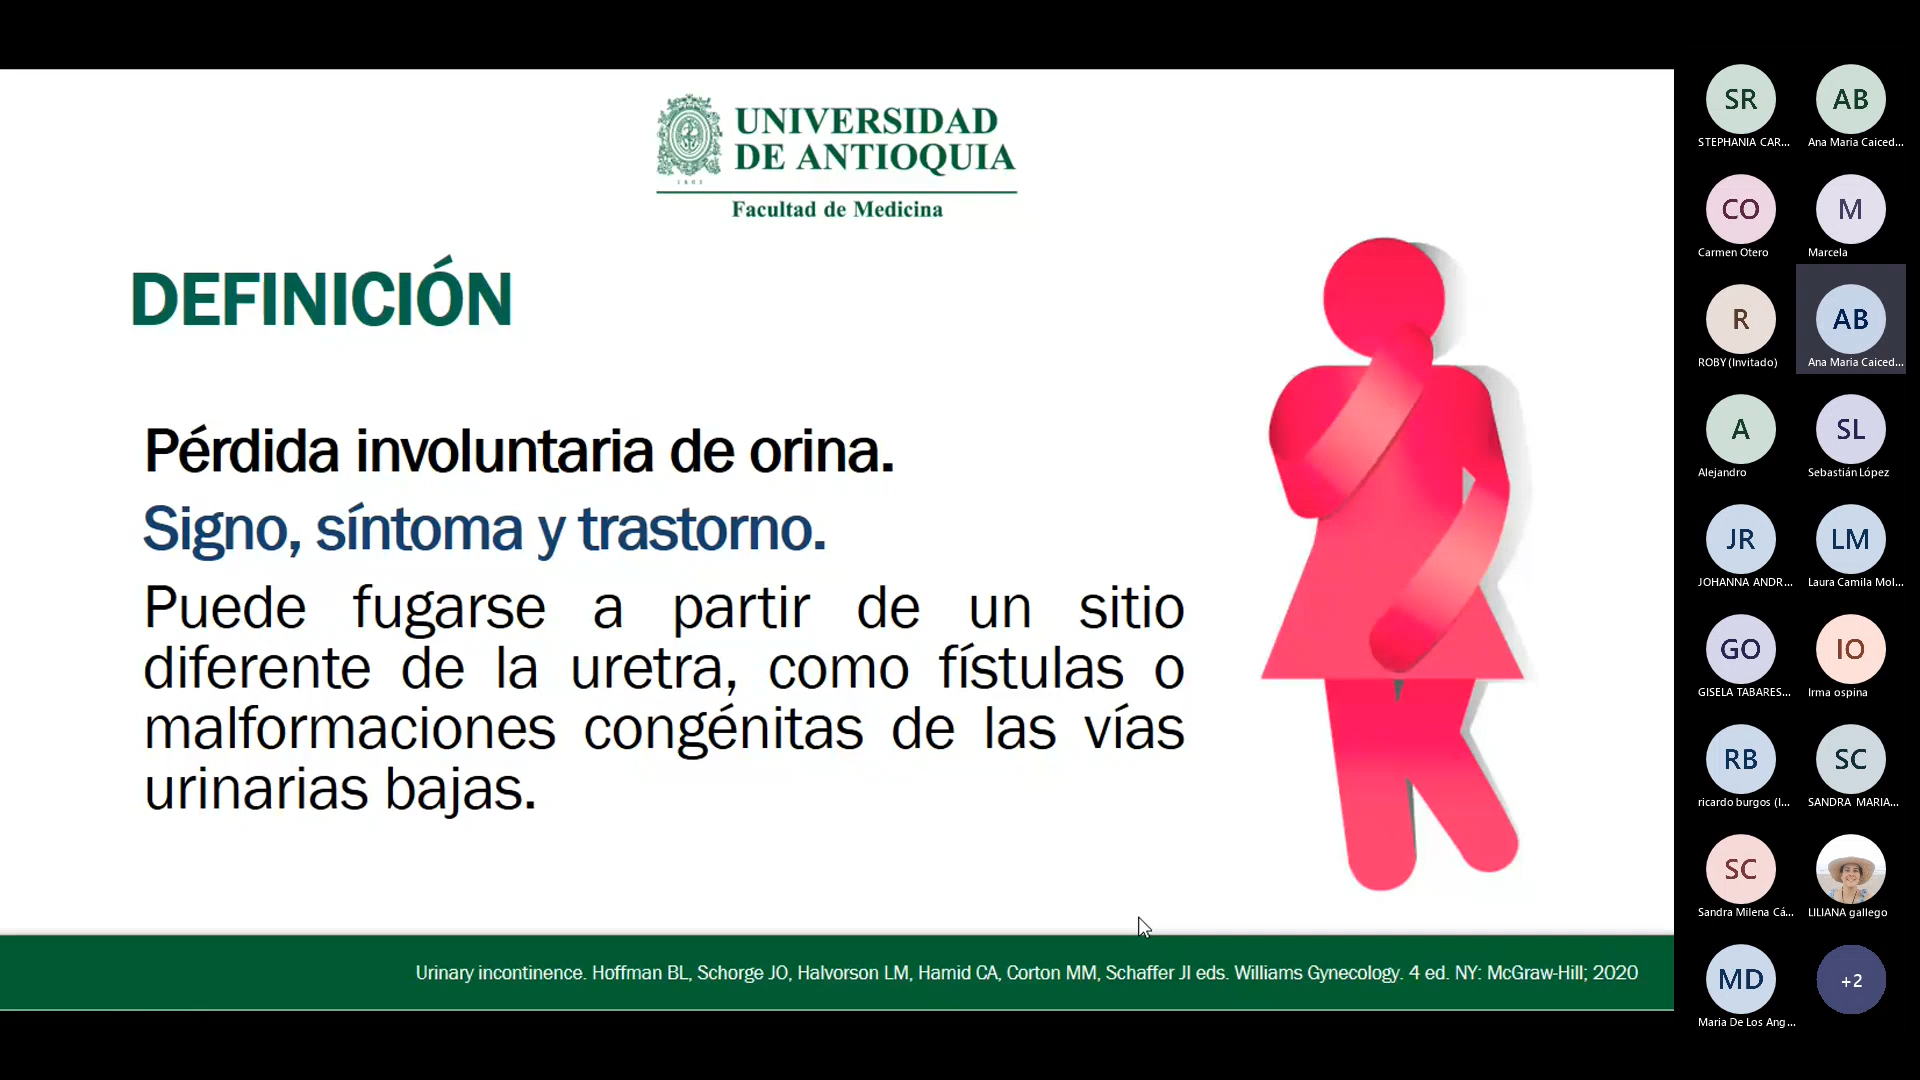 UNIVERSIDAD
DE ANTIOQUIA
1803
Facultad de Medicina
DEFINICIÓN
Pérdida involuntaria de orina.
Signo, síntoma y trastorno.
Puede fugarse a partir de un sitio
diferente de la uretra, como fístulas o
malformaciones congénitas de las vías
urinarias bajas.
Urinary incontinence. Hoffman BL, Schorge JO, Halvorson LM, Hamid CA, Corton MM, Schaffer JI eds. Williams Gynecology. 4 ed. NY: McGraw-Hill; 2020
SR
STEPHANIA CAR...
AB
Ana Maria Caiced...
CO
Carmen Otero
M
Marcela
R
ROBY (Invitado)
AB
Ana Maria Caiced...
A
Alejandro
SL
Sebastián López
JR
JOHANNA ANDR...
LM
Laura Camila Mol...
GO
GISELA TABARES...
IO
Irma ospina
RB
ricardo burgos (I...
SC
SANDRA MARIA...
SC
Sandra Milena Cá...
LILIANA gallego
MD
Maria De Los Ang...
+2